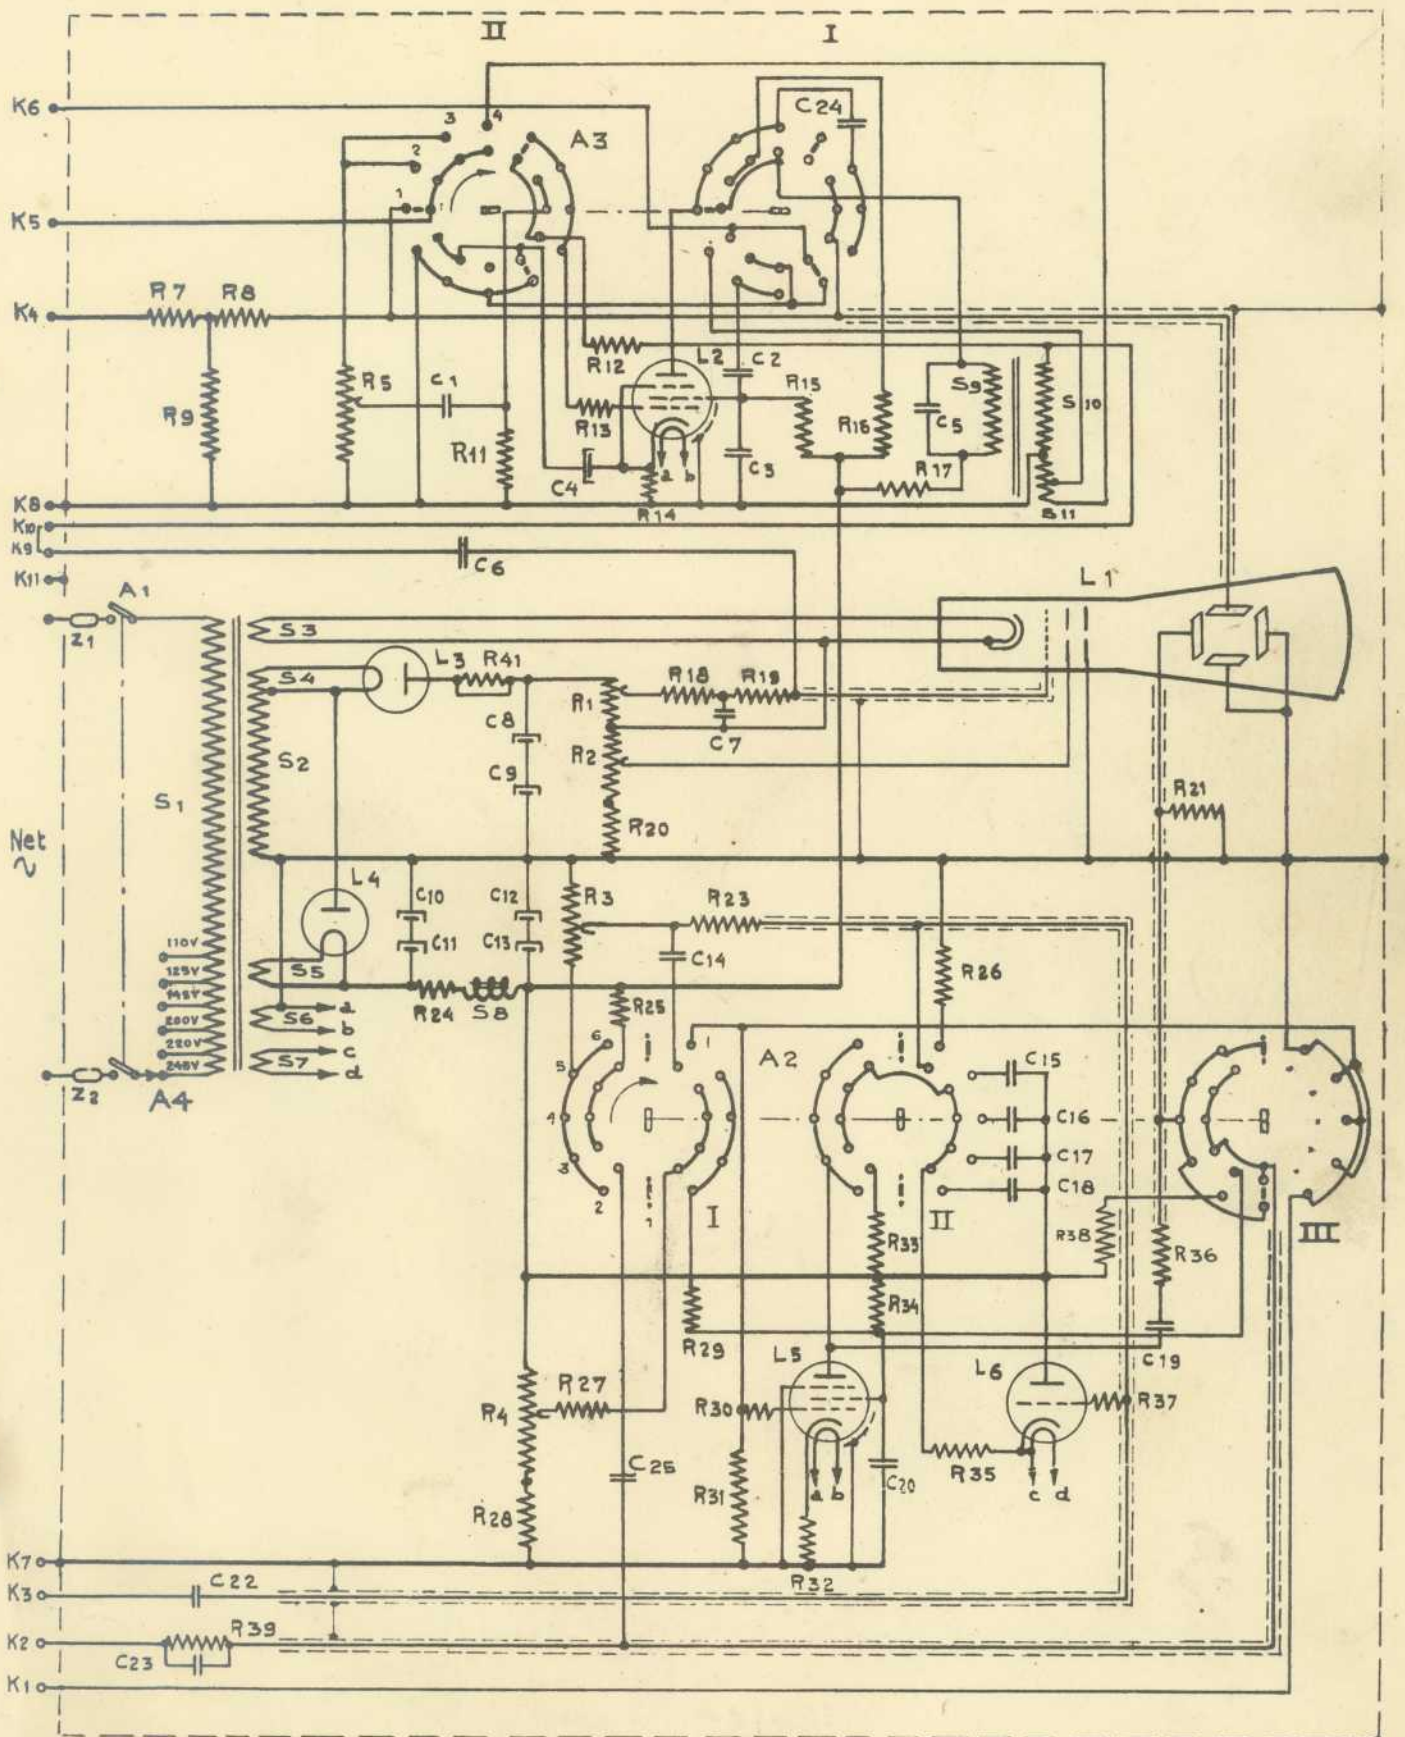 II I
K6
C24
3 4
A3
2
1
K5
R7 R8
K4
R12
L2 C2
R5
C1
R15
S9
S10
R9
R13
R16
C5
R11
C4
a b
C3
R17
K8
R14
S11
K10
K9
C6
K11
A1
L1
Z1
S3
S4
L3 R41
R18 R19
R1
C8
C7
S2
R2
C9
S1
R21
R20
Net
~
L4
C10
C12
R3
R23
C11
C13
C14
110V
125V
145V
200V
220V
245V
S5
R26
R24 S8
R25
S6
a
b
S7
c
d
6
1
A2
5
C15
Z2
A4
4
C16
3
C17
2
C18
I
II
III
R33
R38
R36
R34
R29
L5
C19
L6
R27
R4
R30
R37
C25
a b
R35
C20
R31
c d
R28
K7
C22
R32
K3
R39
K2
C23
K1